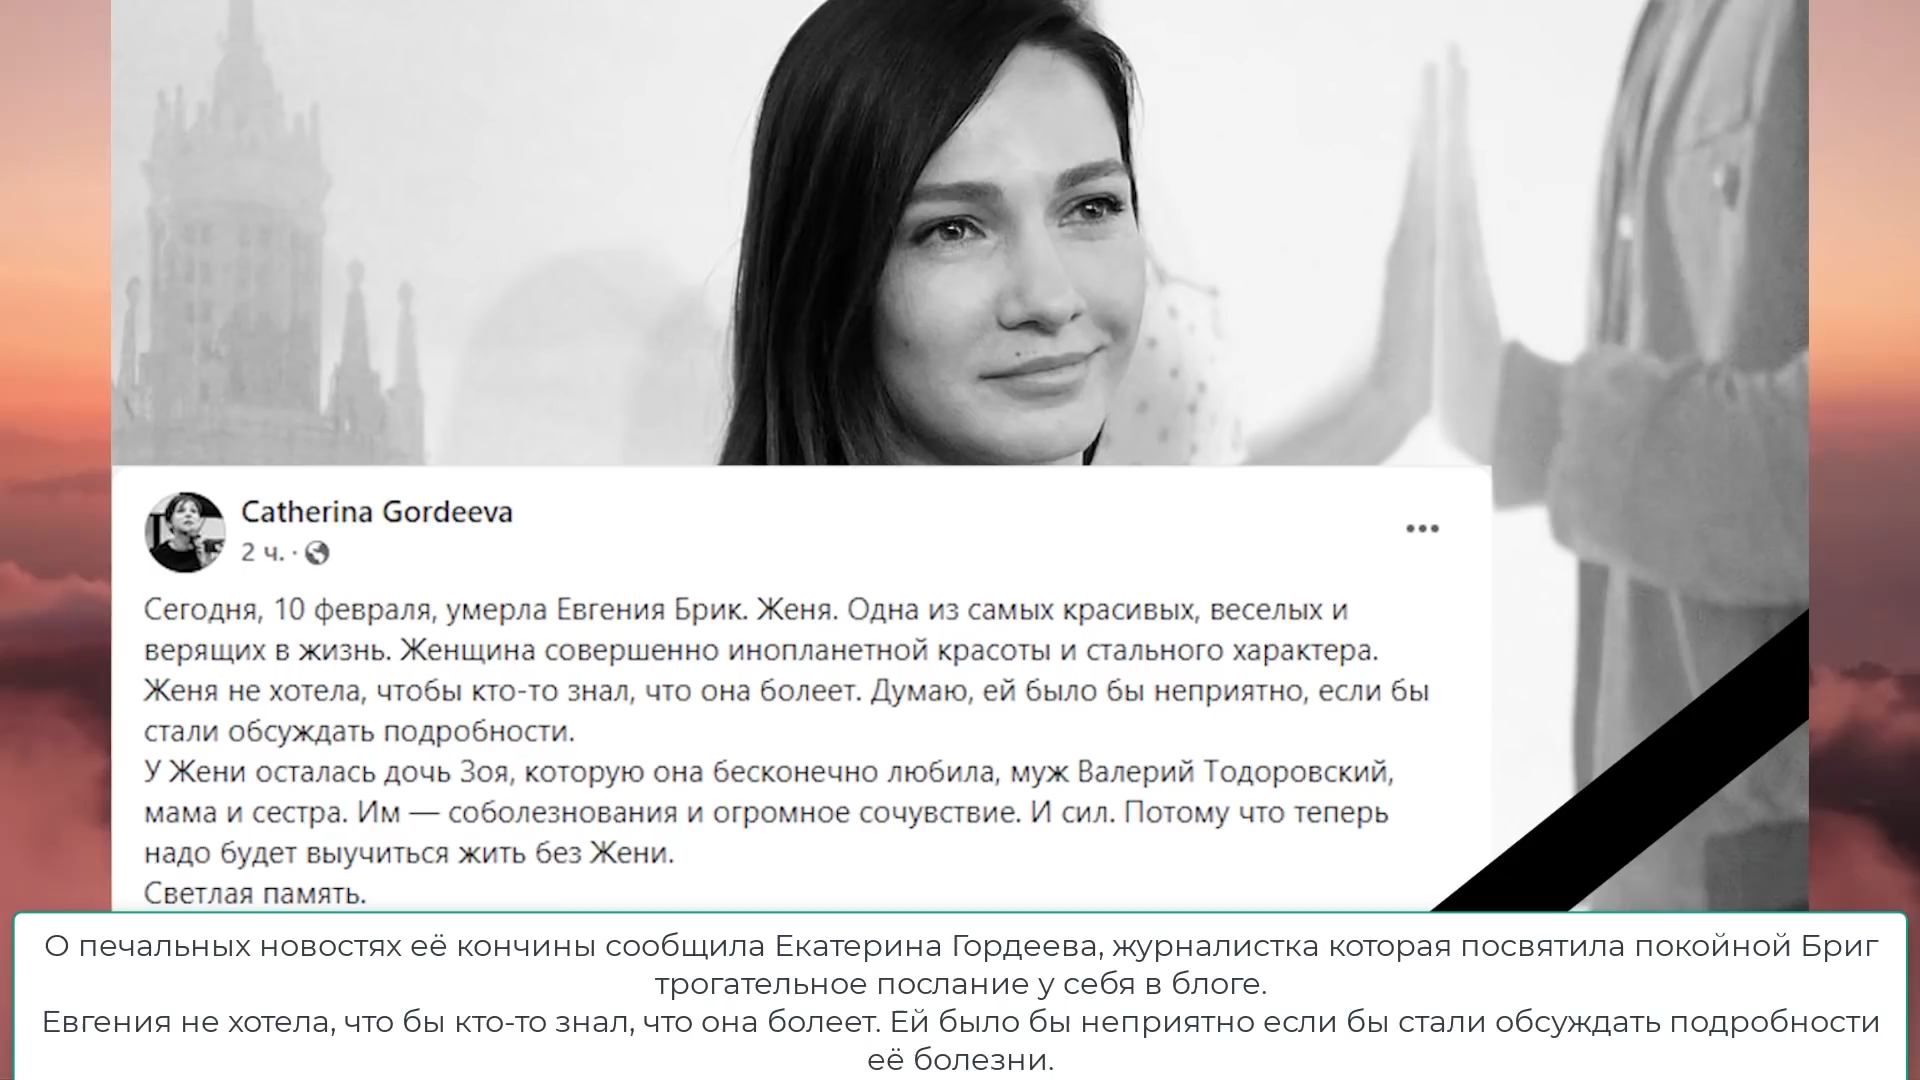 Catherina Gordeeva
2 ч. ·
Сегодня, 10 февраля, умерла Евгения Брик. Женя. Одна из самых красивых, веселых и
верящих в жизнь. Женщина совершенно инопланетной красоты и стального характера.
Женя не хотела, чтобы кто-то знал, что она болеет. Думаю, ей было бы неприятно, если бы
стали обсуждать подробности.
У Жени осталась дочь Зоя, которую она бесконечно любила, муж Валерий Тодоровский,
мама и сестра. Им — соболезнования и огромное сочувствие. И сил. Потому что теперь
надо будет выучиться жить без Жени.
Светлая память.
О печальных новостях её кончины сообщила Екатерина Гордеева, журналистка которая посвятила покойной Бриг
трогательное послание у себя в блоге.
Евгения не хотела, что бы кто-то знал, что она болеет. Ей было бы неприятно если бы стали обсуждать подробности
её болезни.